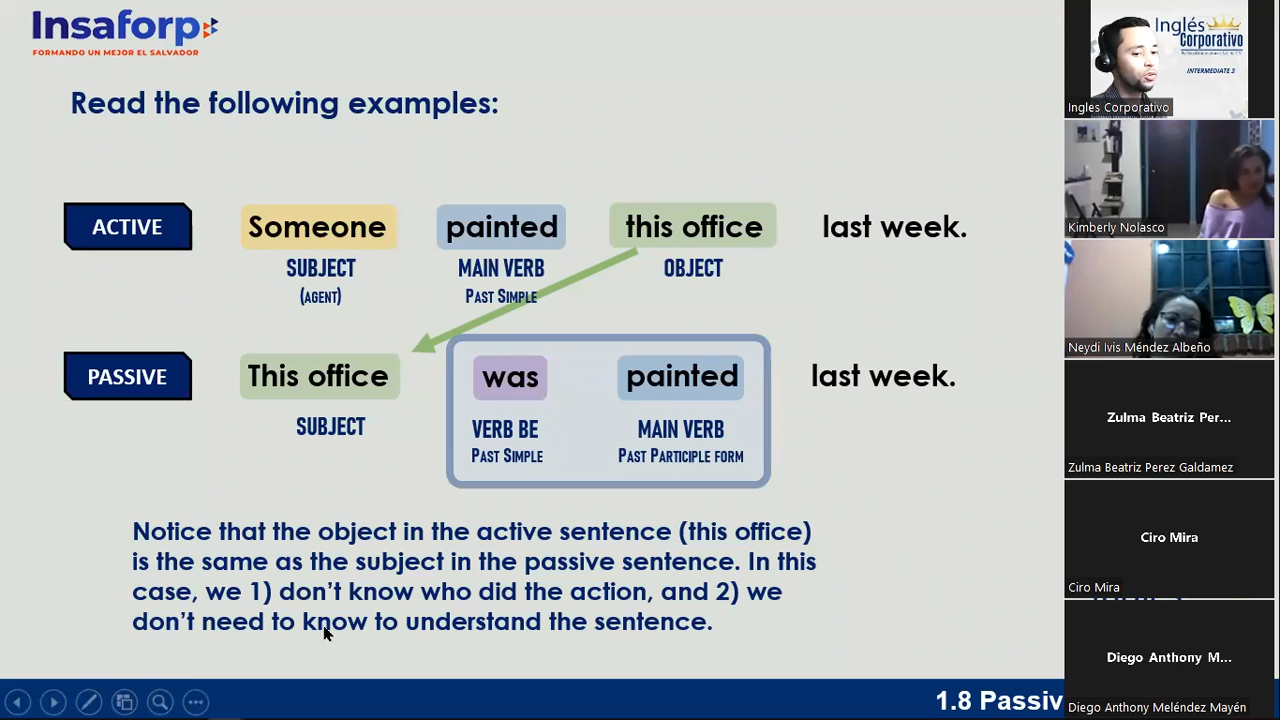 Insaforp
FORMANDO UN MEJOR EL SALVADOR
Read the following examples:
ACTIVE Someone painted this office last week.
SUBJECT MAIN VERB OBJECT
(AGENT) PAST SIMPLE
PASSIVE This office was painted last week.
SUBJECT VERB BE MAIN VERB
PAST SIMPLE PAST PARTICIPLE FORM
Notice that the object in the active sentence (this office)
is the same as the subject in the passive sentence. In this
case, we 1) don't know who did the action, and 2) we
don't need to know to understand the sentence.
1.8 Passiv
Inglés
Corporativo
INTERMEDIATE 3
Ingles Corporativo
Kimberly Nolasco
Neydi Ivis Méndez Albeño
Zulma Beatriz Per...
Zulma Beatriz Perez Galdamez
Ciro Mira
Ciro Mira
Diego Anthony M...
Diego Anthony Meléndez Mayén